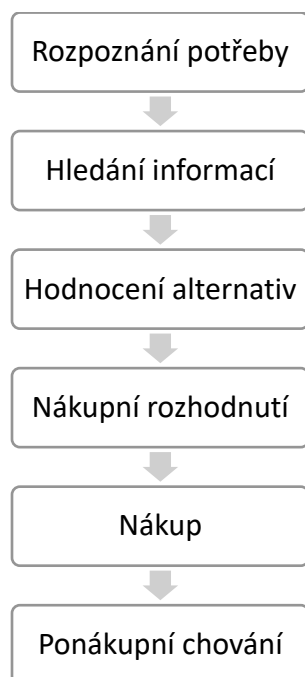 Rozpoznání potřeby
Hledání informací
Hodnocení alternativ
Nákupní rozhodnutí
Nákup
Ponákupní chování